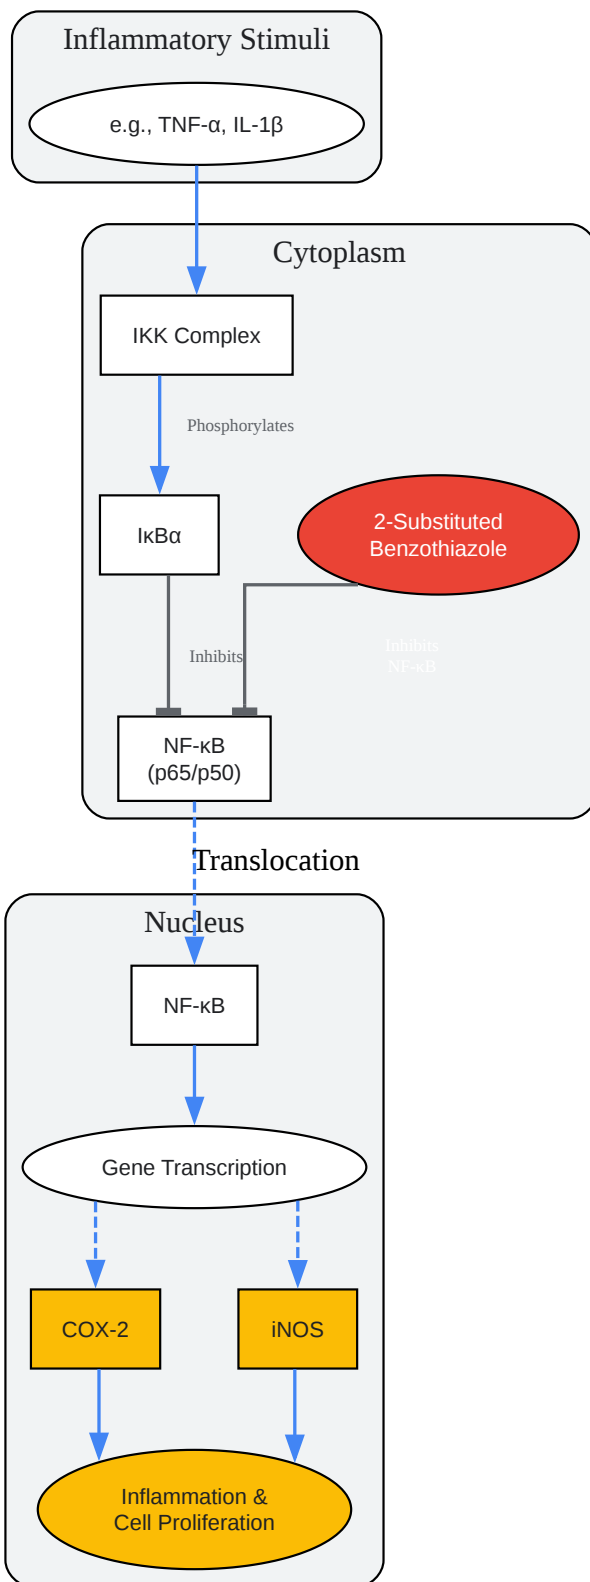 Inflammatory Stimuli
e.g., TNF-α, IL-1β
Cytoplasm
IKK Complex
Phosphorylates
IκBα
2-Substituted
Benzothiazole
Inhibits
Inhibits
NF-κB
NF-κB
(p65/p50)
Translocation
Nucleus
NF-κB
Gene Transcription
COX-2
iNOS
Inflammation &
Cell Proliferation